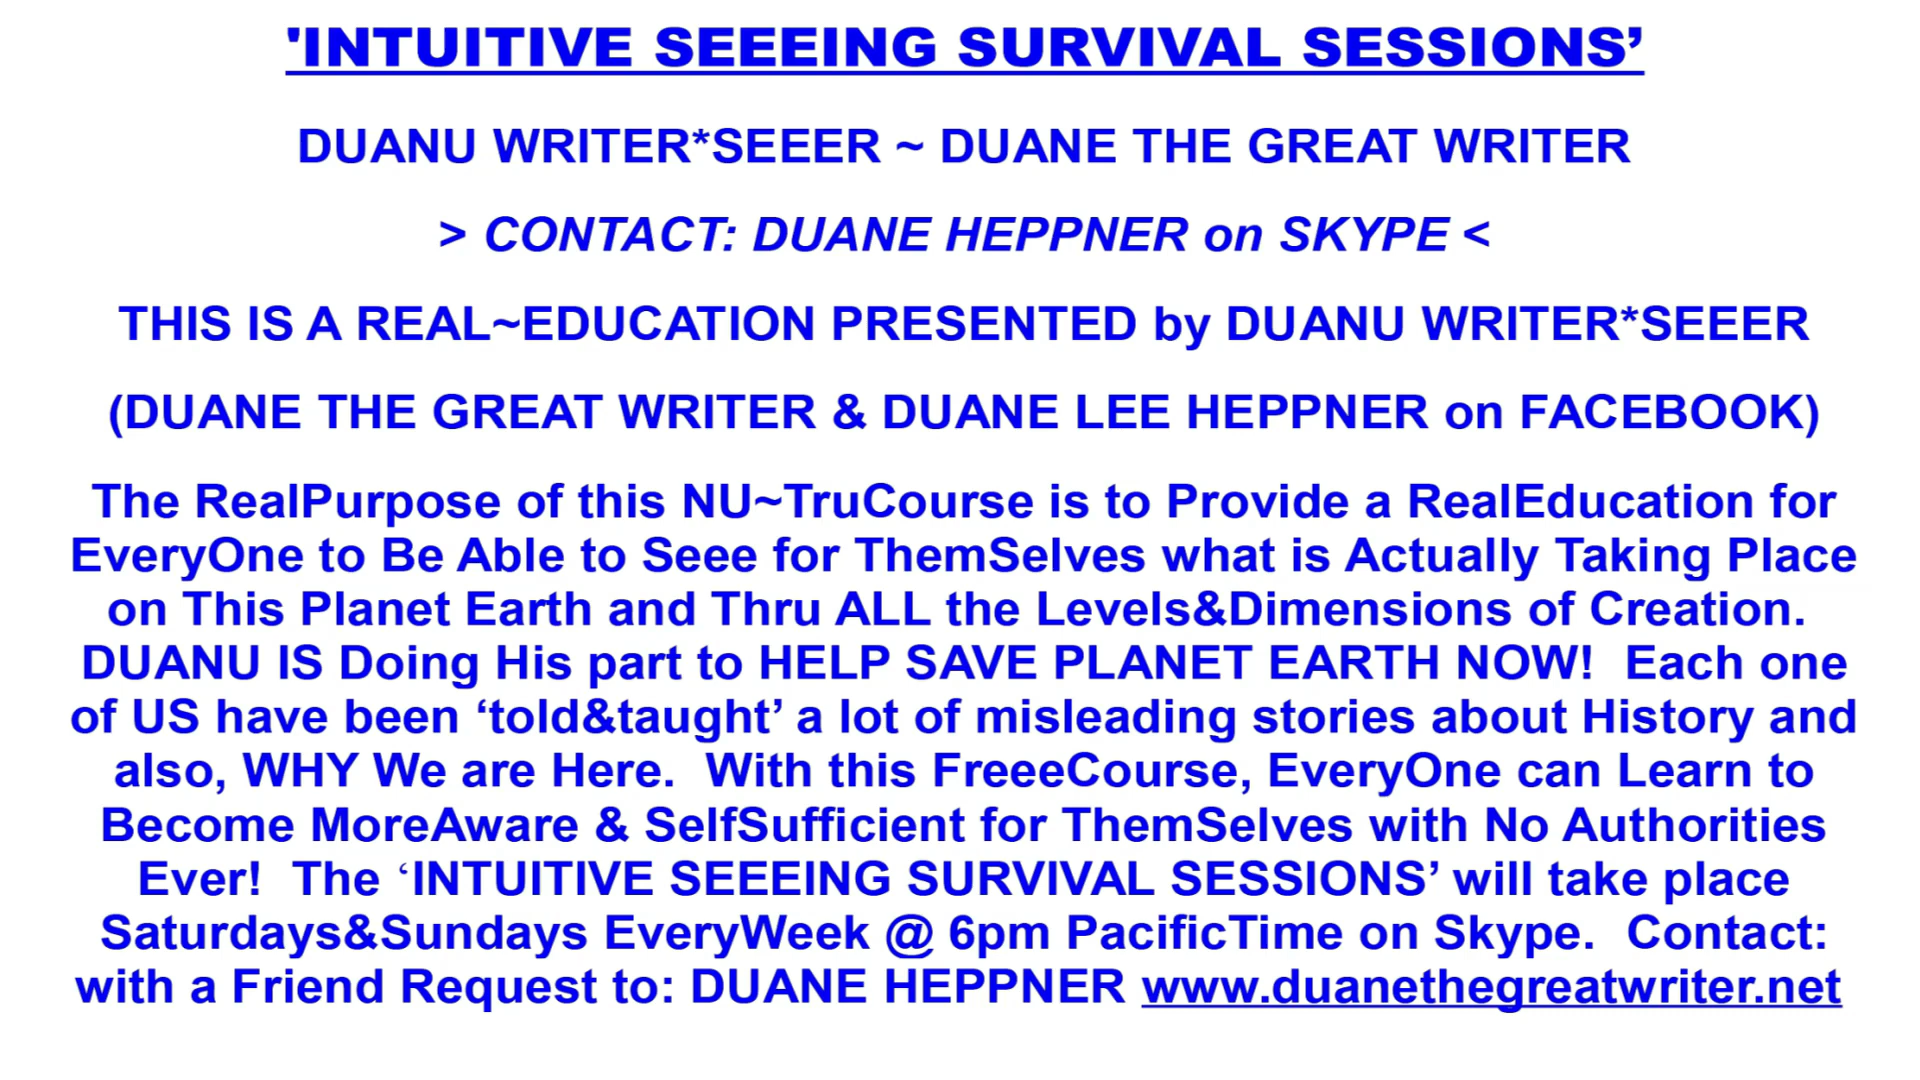 'INTUITIVE SEEEING SURVIVAL SESSIONS’
DUANU WRITER*SEEER ~ DUANE THE GREAT WRITER
> CONTACT: DUANE HEPPNER on SKYPE <
THIS IS A REAL~EDUCATION PRESENTED by DUANU WRITER*SEEER
(DUANE THE GREAT WRITER & DUANE LEE HEPPNER on FACEBOOK)
The RealPurpose of this NU~TruCourse is to Provide a RealEducation for
EveryOne to Be Able to Seee for ThemSelves what is Actually Taking Place
on This Planet Earth and Thru ALL the Levels&Dimensions of Creation.
DUANU IS Doing His part to HELP SAVE PLANET EARTH NOW!  Each one
of US have been ‘told&taught’ a lot of misleading stories about History and
also, WHY We are Here.  With this FreeeCourse, EveryOne can Learn to
Become MoreAware & SelfSufficient for ThemSelves with No Authorities
Ever!  The ‘INTUITIVE SEEEING SURVIVAL SESSIONS’ will take place
Saturdays&Sundays EveryWeek @ 6pm PacificTime on Skype.  Contact:
with a Friend Request to: DUANE HEPPNER www.duanethegreatwriter.net